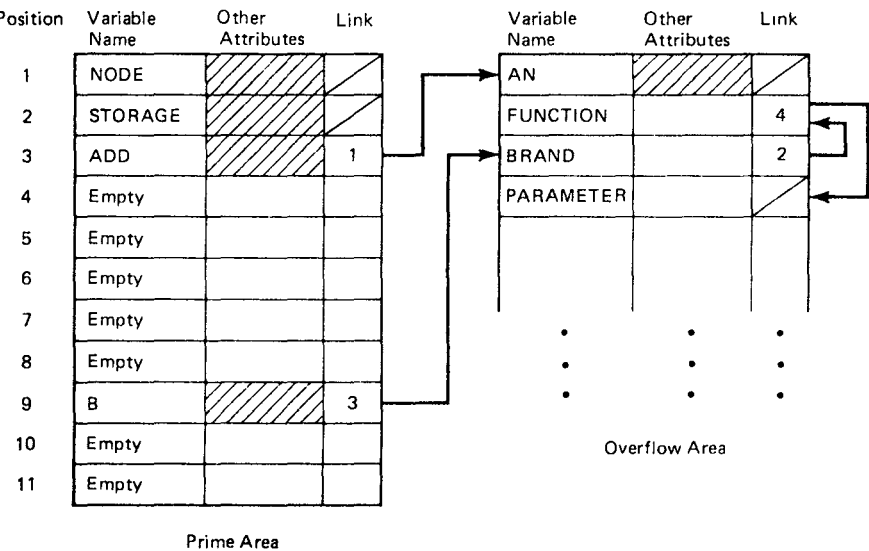 Position Variable Name Other Attributes Link
1 NODE
2 STORAGE
3 ADD 1
4 Empty
5 Empty
6 Empty
7 Empty
8 Empty
9 B 3
10 Empty
11 Empty
Prime Area
Variable Name Other Attributes Link
AN
FUNCTION 4
BRAND 2
PARAMETER
Overflow Area